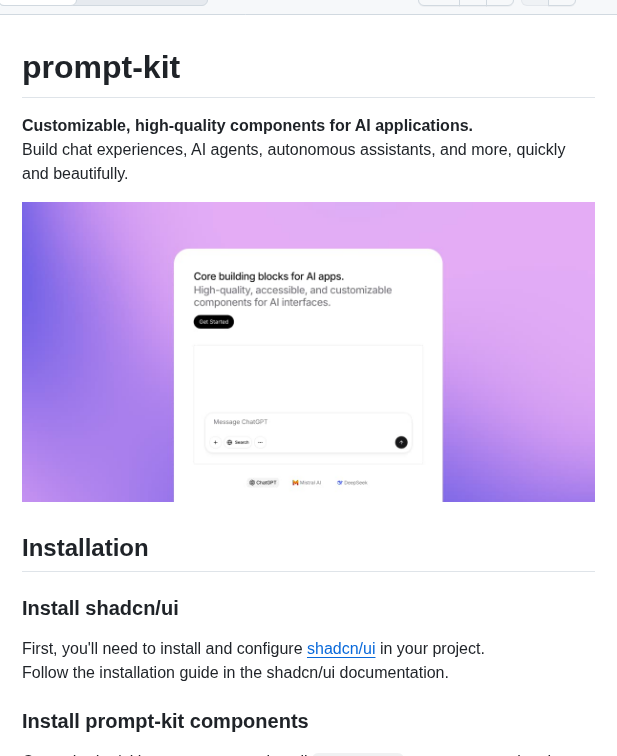 prompt-kit
Customizable, high-quality components for AI applications.
Build chat experiences, AI agents, autonomous assistants, and more, quickly
and beautifully.
Core building blocks for AI apps.
High-quality, accessible, and customizable
components for AI interfaces.
Get Started
Message ChatGPT
Search
ChatGPT
Mistral AI
DeepSeek
Installation
Install shadcn/ui
First, you'll need to install and configure shadcn/ui in your project.
Follow the installation guide in the shadcn/ui documentation.
Install prompt-kit components